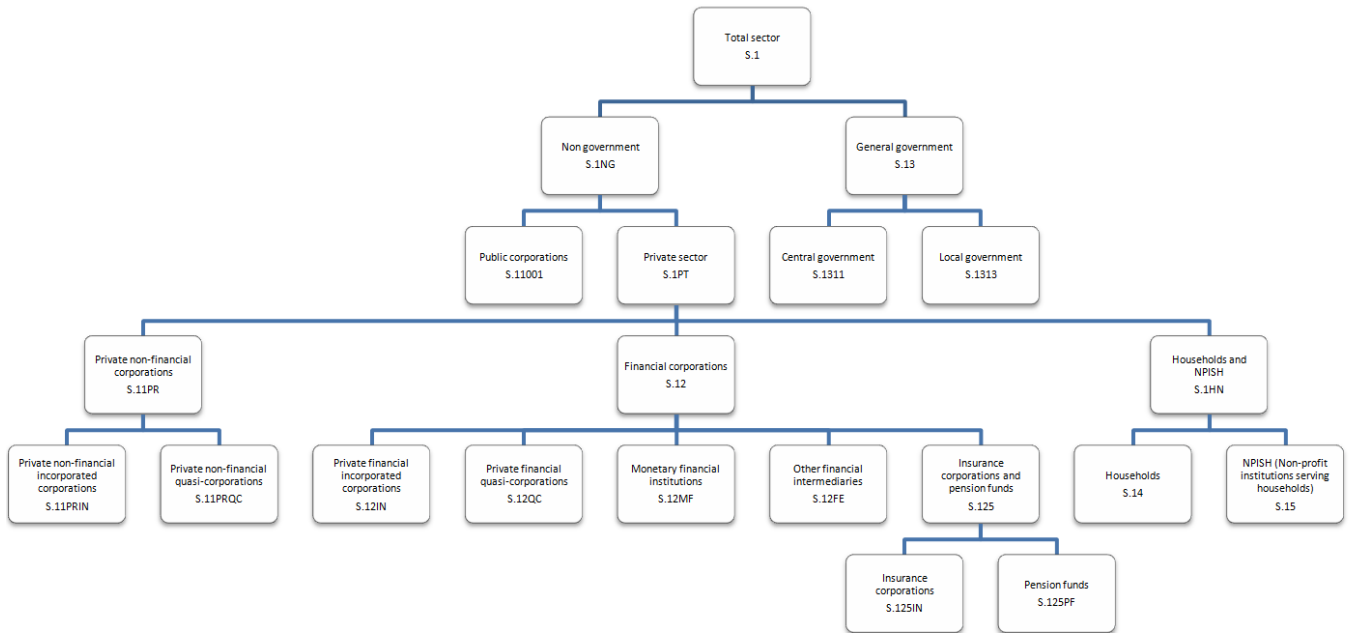 Total sector
S.1
Non government
S.1NG
General government
S.13
Public corporations
S.11001
Private sector
S.1PT
Central government
S.1311
Local government
S.1313
Private non-financial
corporations
S.11PR
Financial corporations
S.12
Households and
NPISH
S.1HN
Private non-financial
incorporated
corporations
S.11PRIN
Private non-financial
quasi-corporations
S.11PRQC
Private financial
incorporated
corporations
S.12IN
Private financial
quasi-corporations
S.12QC
Monetary financial
institutions
S.12MF
Other financial
intermediaries
S.12FE
Insurance
corporations and
pension funds
S.125
Households
S.14
NPISH (Non-profit
institutions serving
households)
S.15
Insurance
corporations
S.125IN
Pension funds
S.125PF